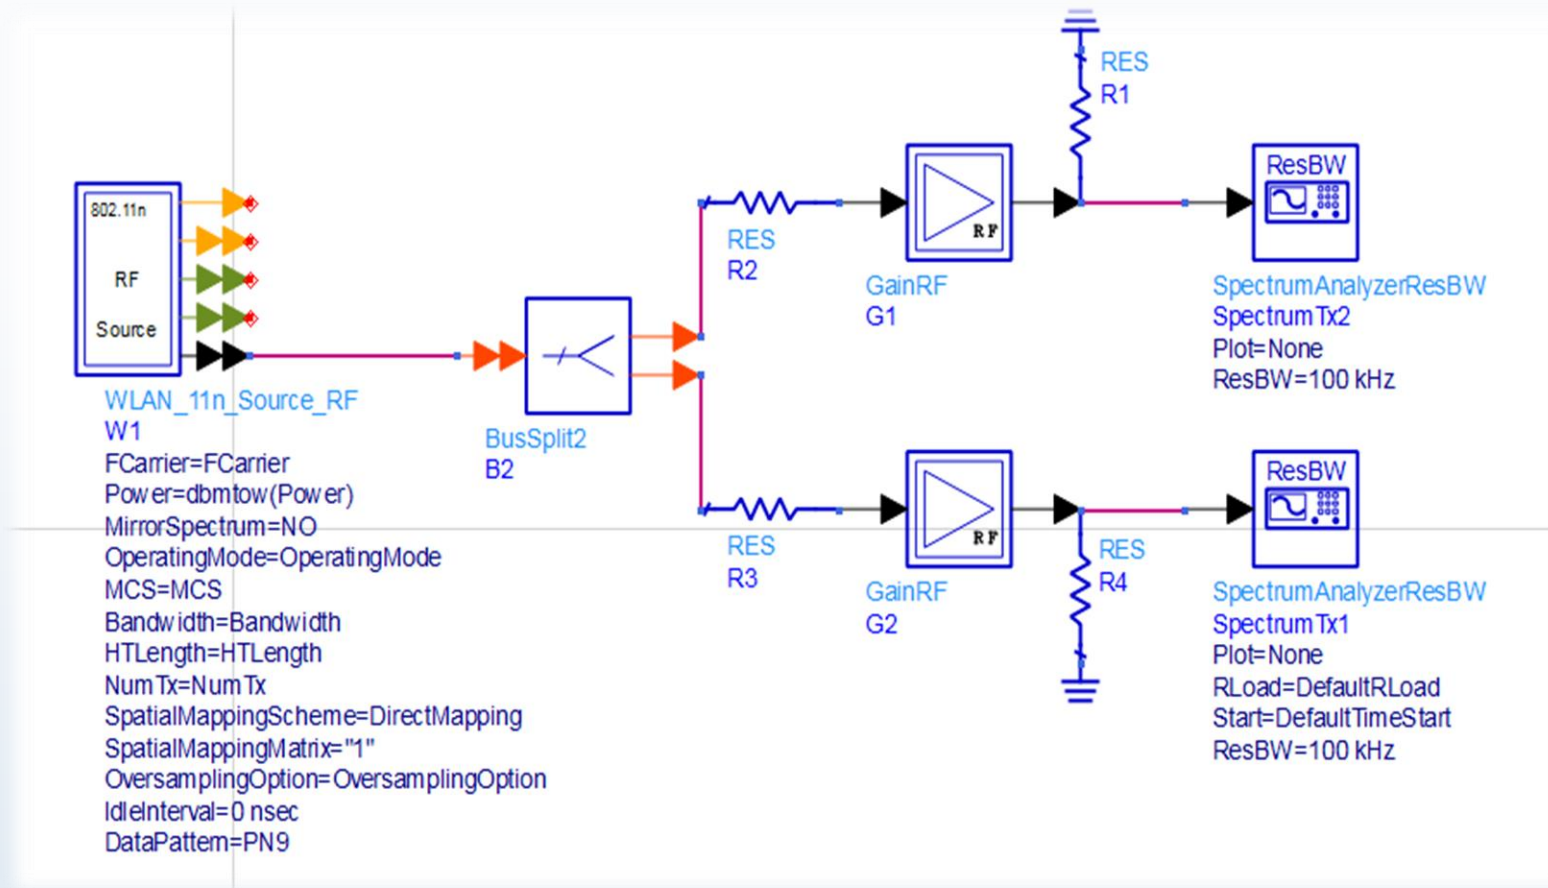 802.11n
RF
Source
WLAN_11n_Source_RF
W1
FCarrier=FCarrier
Power=dbmtow(Power)
MirrorSpectrum=NO
OperatingMode=OperatingMode
MCS=MCS
Bandwidth=Bandwidth
HTLength=HTLength
NumTx=NumTx
SpatialMappingScheme=DirectMapping
SpatialMappingMatrix="1"
OversamplingOption=OversamplingOption
IdleInterval=0 nsec
DataPattern=PN9
BusSplit2
B2
RES
R2
GainRF
G1
RF
RES
R1
ResBW
SpectrumAnalyzerResBW
SpectrumTx2
Plot=None
ResBW=100 kHz
RES
R3
RF
GainRF
G2
RES
R4
ResBW
SpectrumAnalyzerResBW
SpectrumTx1
Plot=None
RLoad=DefaultRLoad
Start=DefaultTimeStart
ResBW=100 kHz